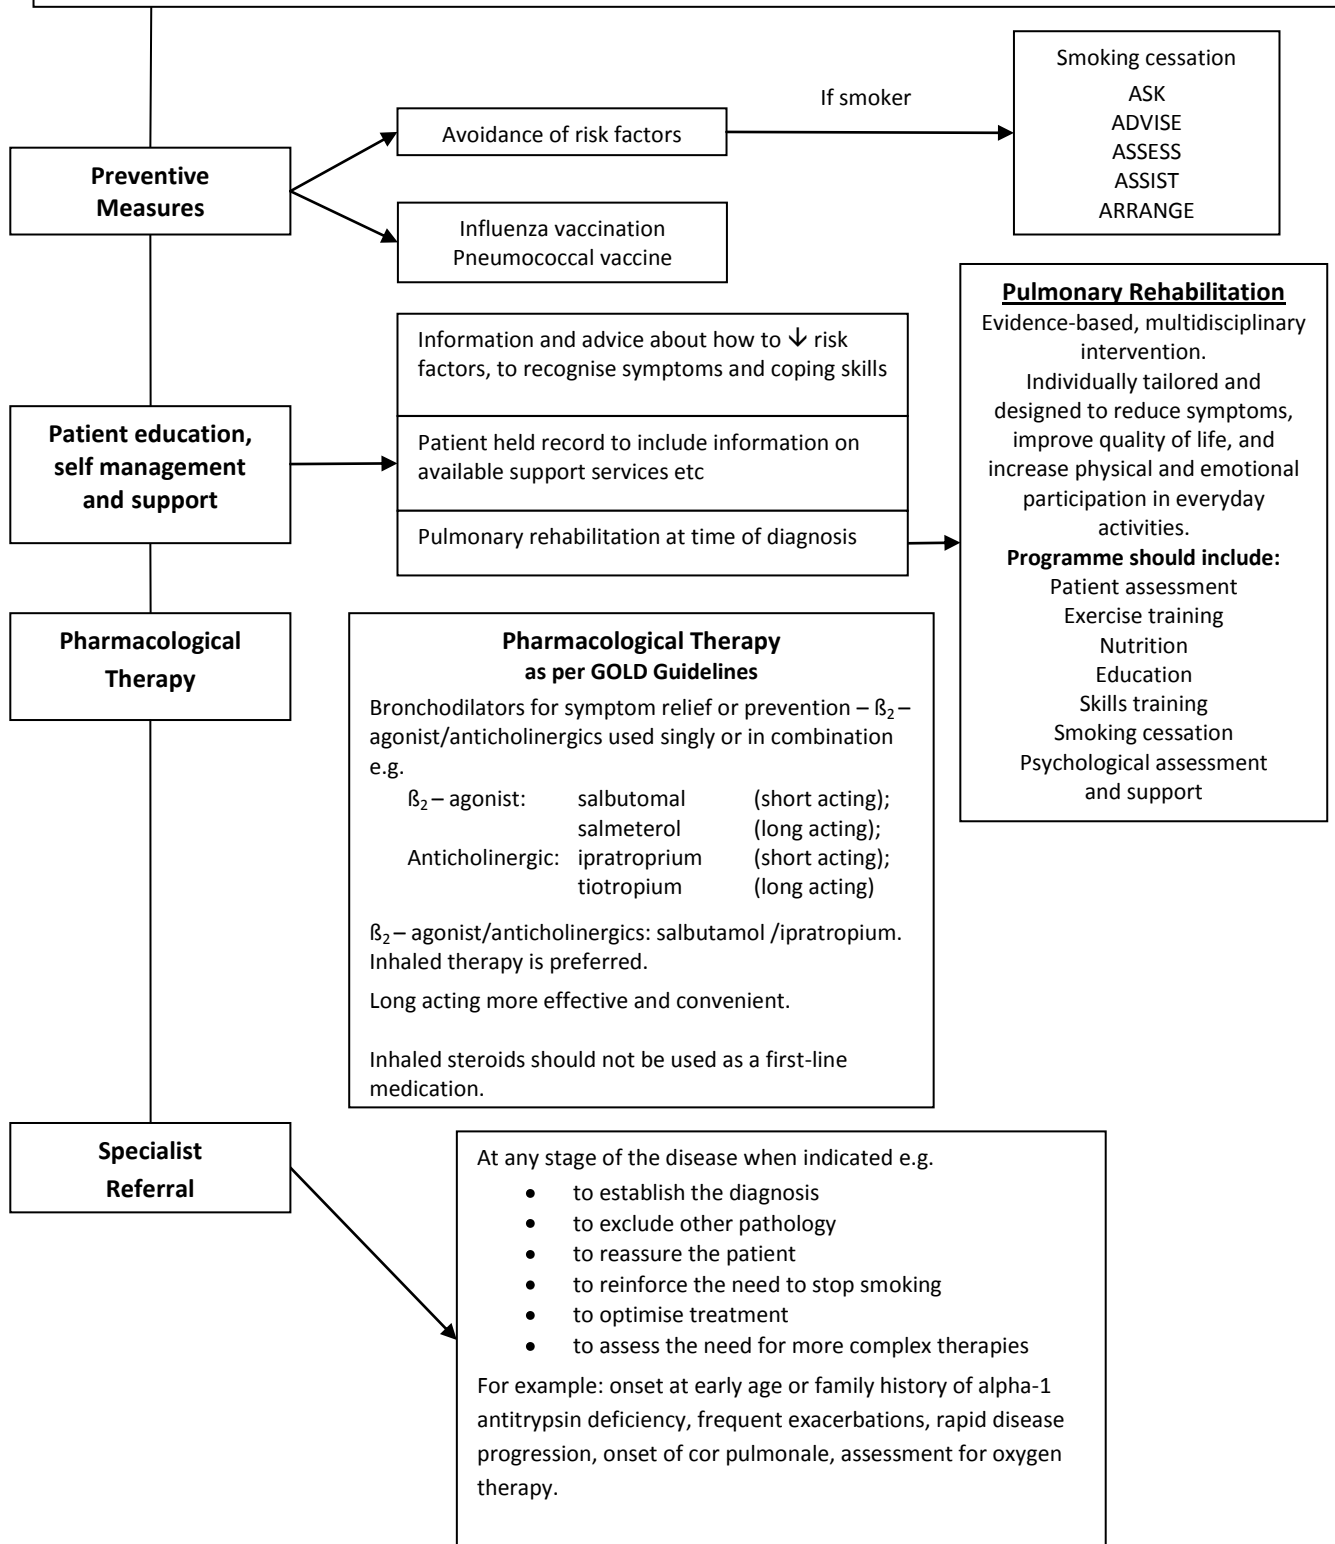 If smoker
Smoking cessation
ASK
ADVISE
ASSESS
ASSIST
ARRANGE
Preventive
Measures
Avoidance of risk factors
Influenza vaccination
Pneumococcal vaccine
Patient education,
self management
and support
Information and advice about how to ↓ risk
factors, to recognise symptoms and coping skills
Patient held record to include information on
available support services etc
Pulmonary rehabilitation at time of diagnosis
Pulmonary Rehabilitation
Evidence-based, multidisciplinary
intervention.
Individually tailored and
designed to reduce symptoms,
improve quality of life, and
increase physical and emotional
participation in everyday
activities.
Programme should include:
Patient assessment
Exercise training
Nutrition
Education
Skills training
Smoking cessation
Psychological assessment
and support
Pharmacological
Therapy
Pharmacological Therapy
as per GOLD Guidelines
Bronchodilators for symptom relief or prevention – ß₂ –
agonist/anticholinergics used singly or in combination
e.g.
ß₂ – agonist: salbutomal (short acting);
salmeterol (long acting);
Anticholinergic: ipratroprium (short acting);
tiotropium (long acting)
ß₂ – agonist/anticholinergics: salbutamol /ipratropium.
Inhaled therapy is preferred.
Long acting more effective and convenient.
Inhaled steroids should not be used as a first-line
medication.
Specialist
Referral
At any stage of the disease when indicated e.g.
• to establish the diagnosis
• to exclude other pathology
• to reassure the patient
• to reinforce the need to stop smoking
• to optimise treatment
• to assess the need for more complex therapies
For example: onset at early age or family history of alpha-1
antitrypsin deficiency, frequent exacerbations, rapid disease
progression, onset of cor pulmonale, assessment for oxygen
therapy.